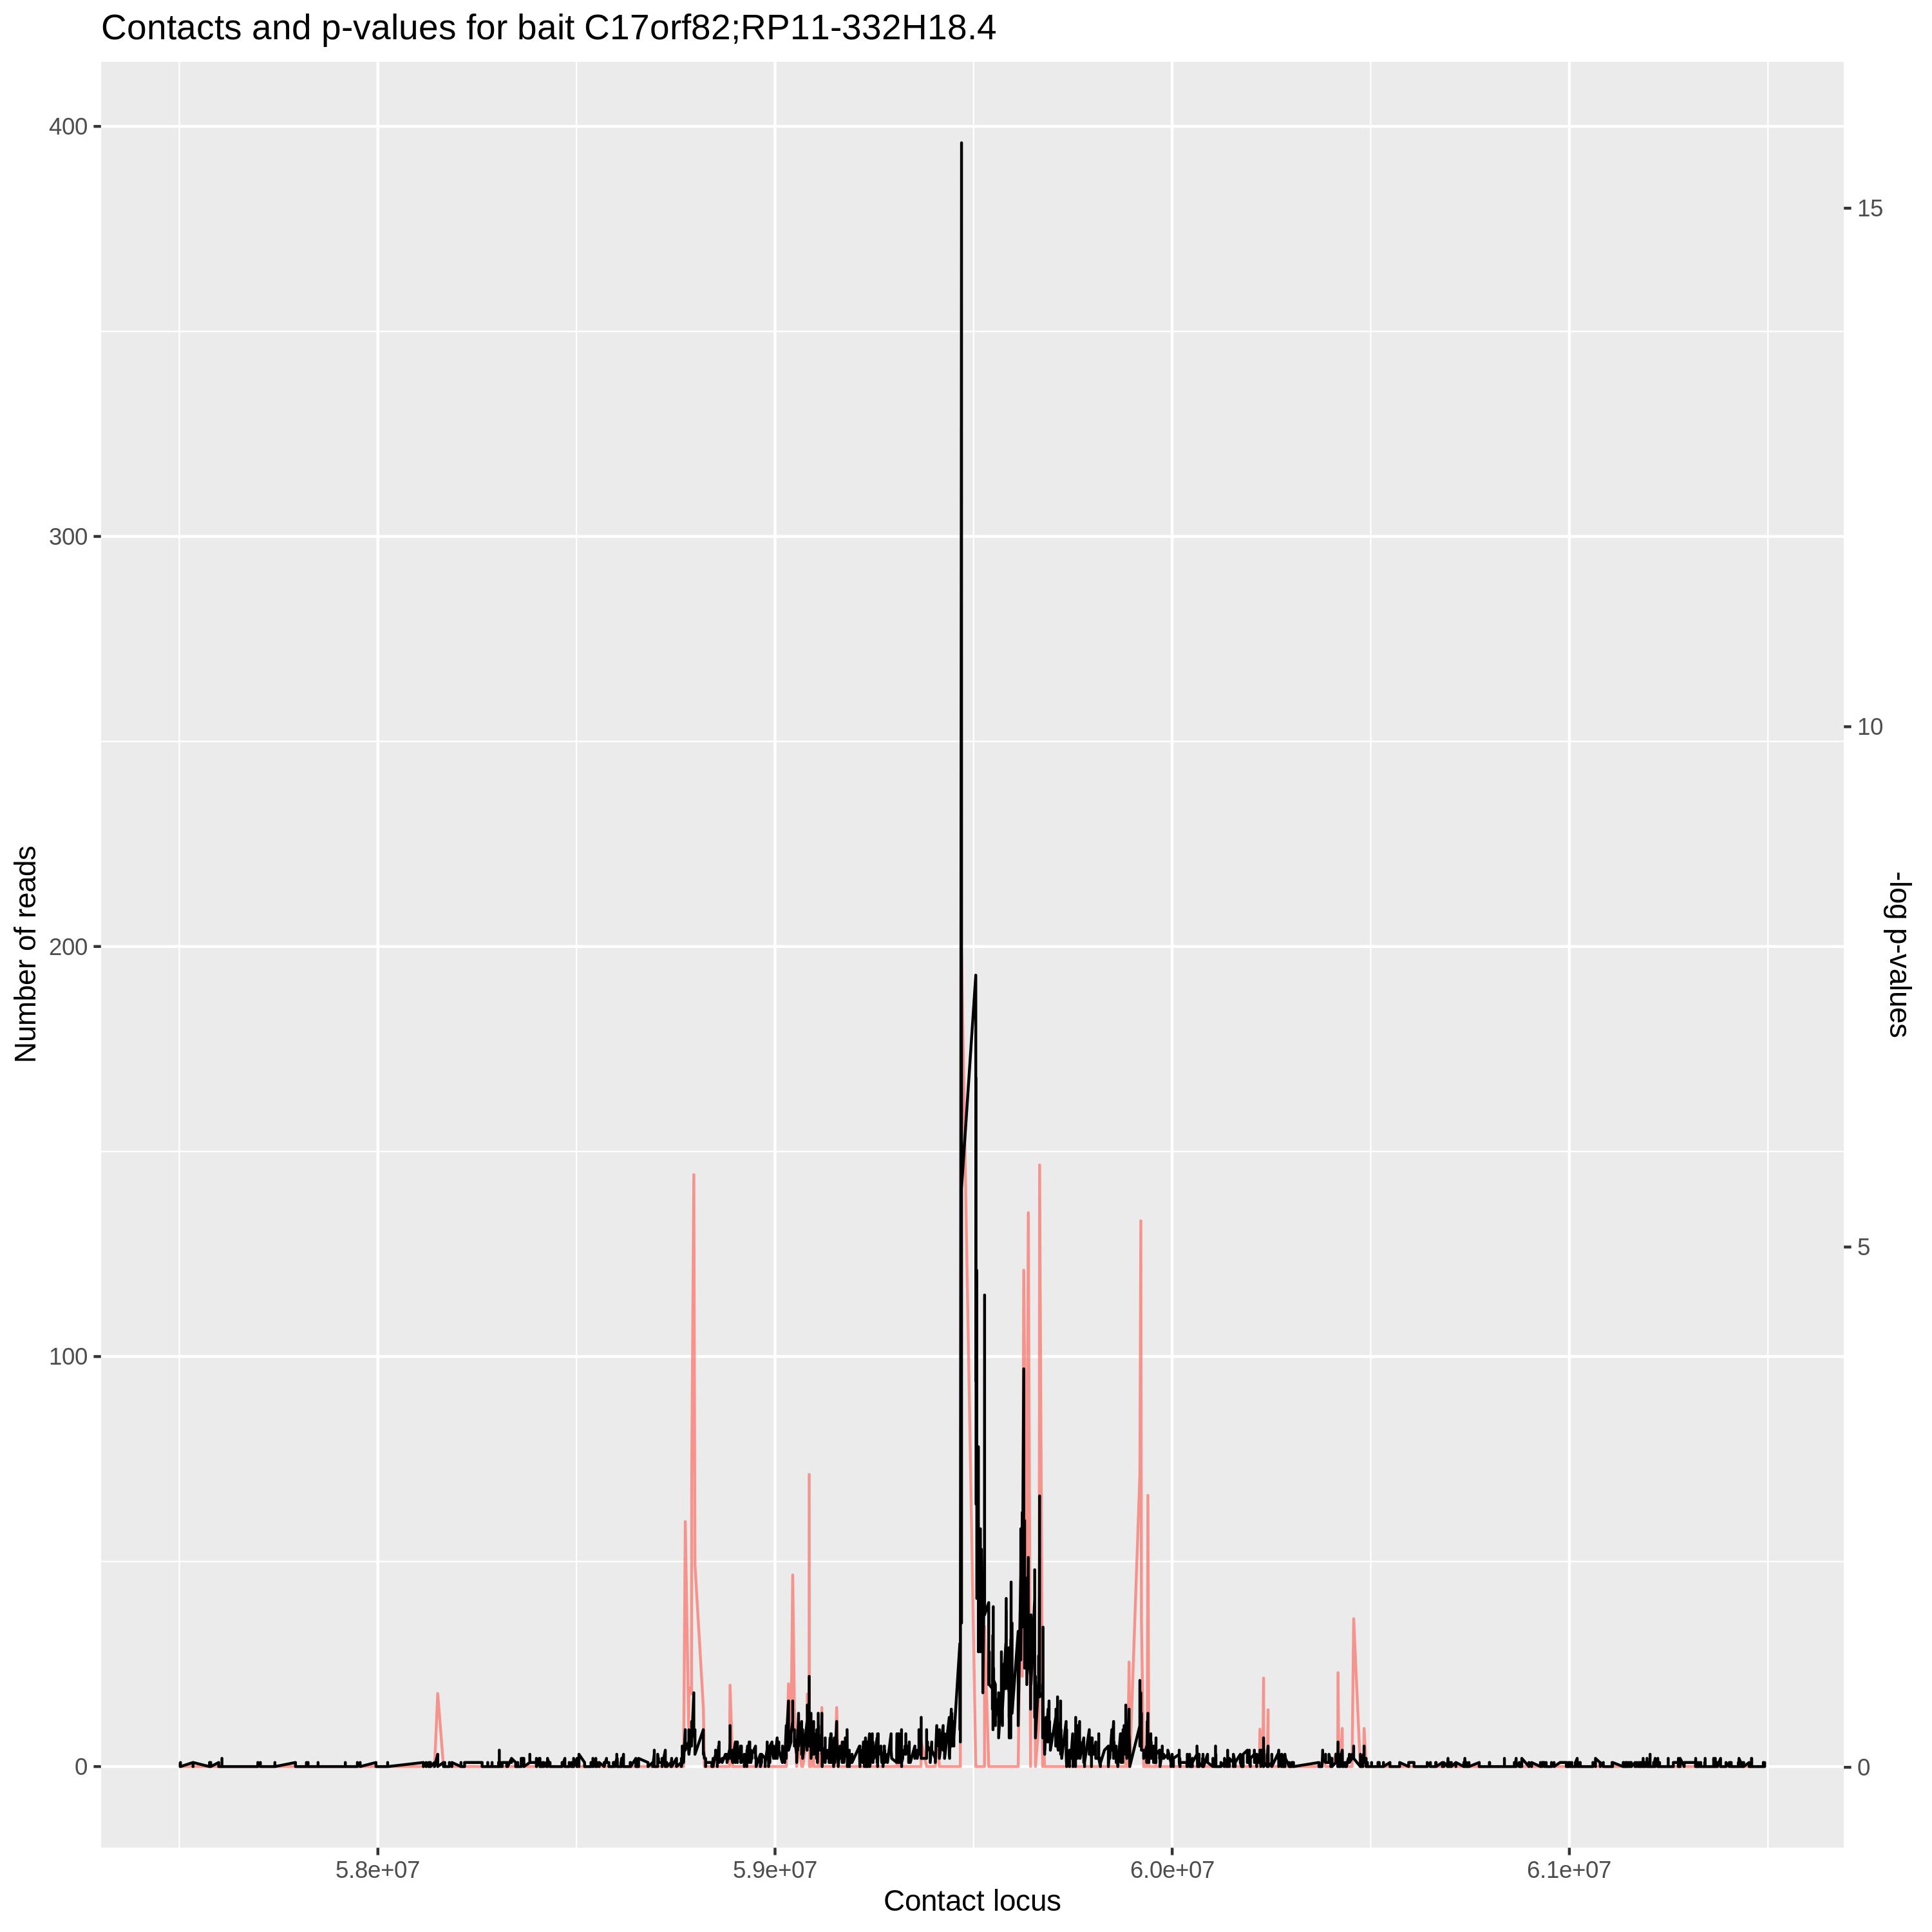 Contacts and p-values for bait C17orf82;RP11-332H18.4
400
300
200
100
0
Number of reads
15
10
5
0
-log p-values
5.8e+07
5.9e+07
6.0e+07
6.1e+07
Contact locus